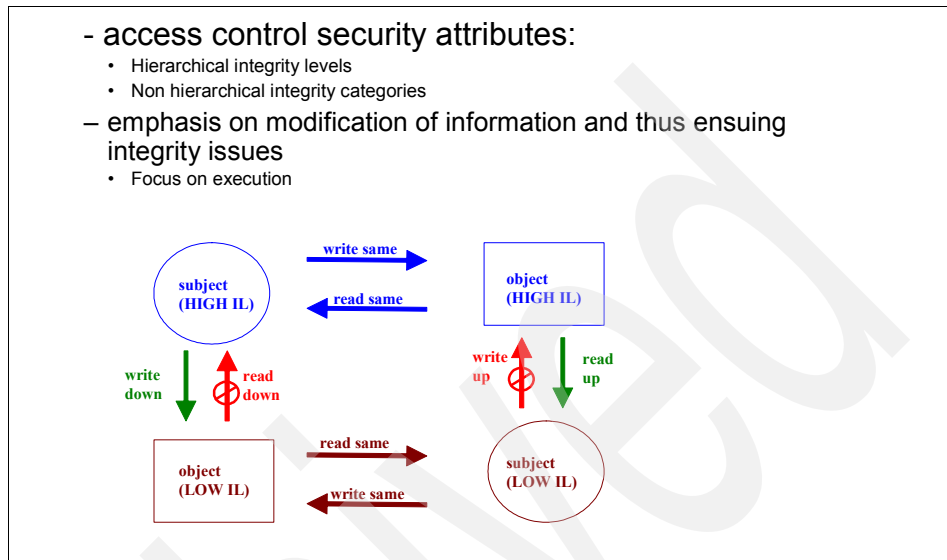 - access control security attributes:
• Hierarchical integrity levels
• Non hierarchical integrity categories
– emphasis on modification of information and thus ensuing
integrity issues
• Focus on execution
write same
subject
(HIGH IL)
object
(HIGH IL)
read same
write
down
read
down
write
up
read
up
read same
object
(LOW IL)
subject
(LOW IL)
write same